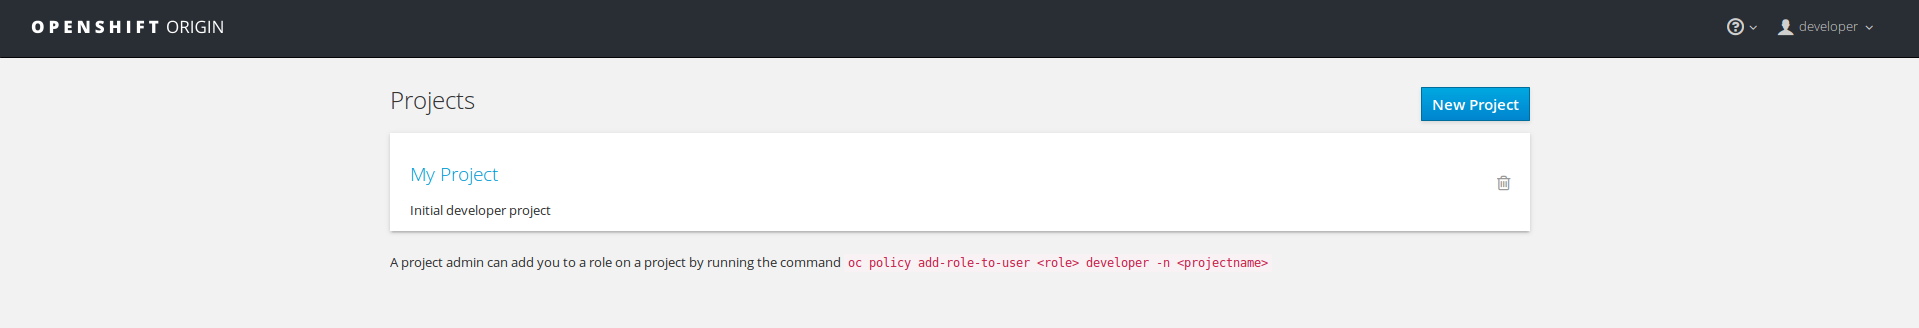 OPENSHIFT ORIGIN
developer
Projects
New Project
My Project
Initial developer project
A project admin can add you to a role on a project by running the command oc policy add-role-to-user <role> developer -n <projectname>